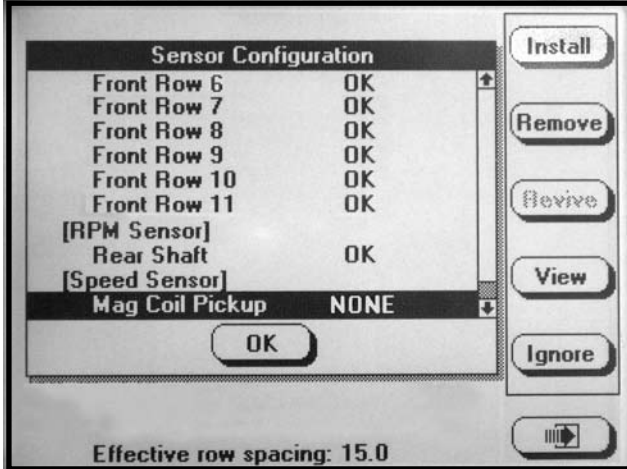 Sensor Configuration
Front Row 6 OK
Front Row 7 OK
Front Row 8 OK
Front Row 9 OK
Front Row 10 OK
Front Row 11 OK
[RPM Sensor]
Rear Shaft OK
[Speed Sensor]
Mag Coil Pickup NONE
OK
Effective row spacing: 15.0
Install
Remove
Revive
View
Ignore